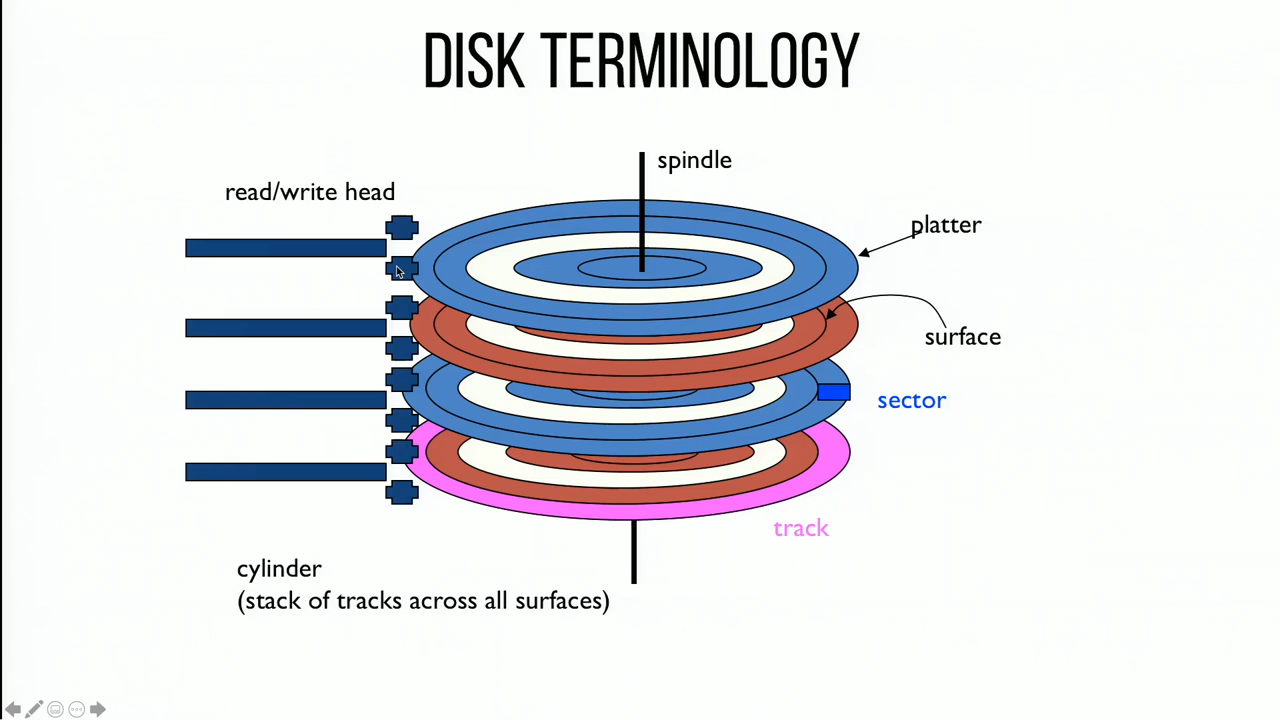 DISK TERMINOLOGY
spindle
read/write head
platter
surface
sector
track
cylinder
(stack of tracks across all surfaces)